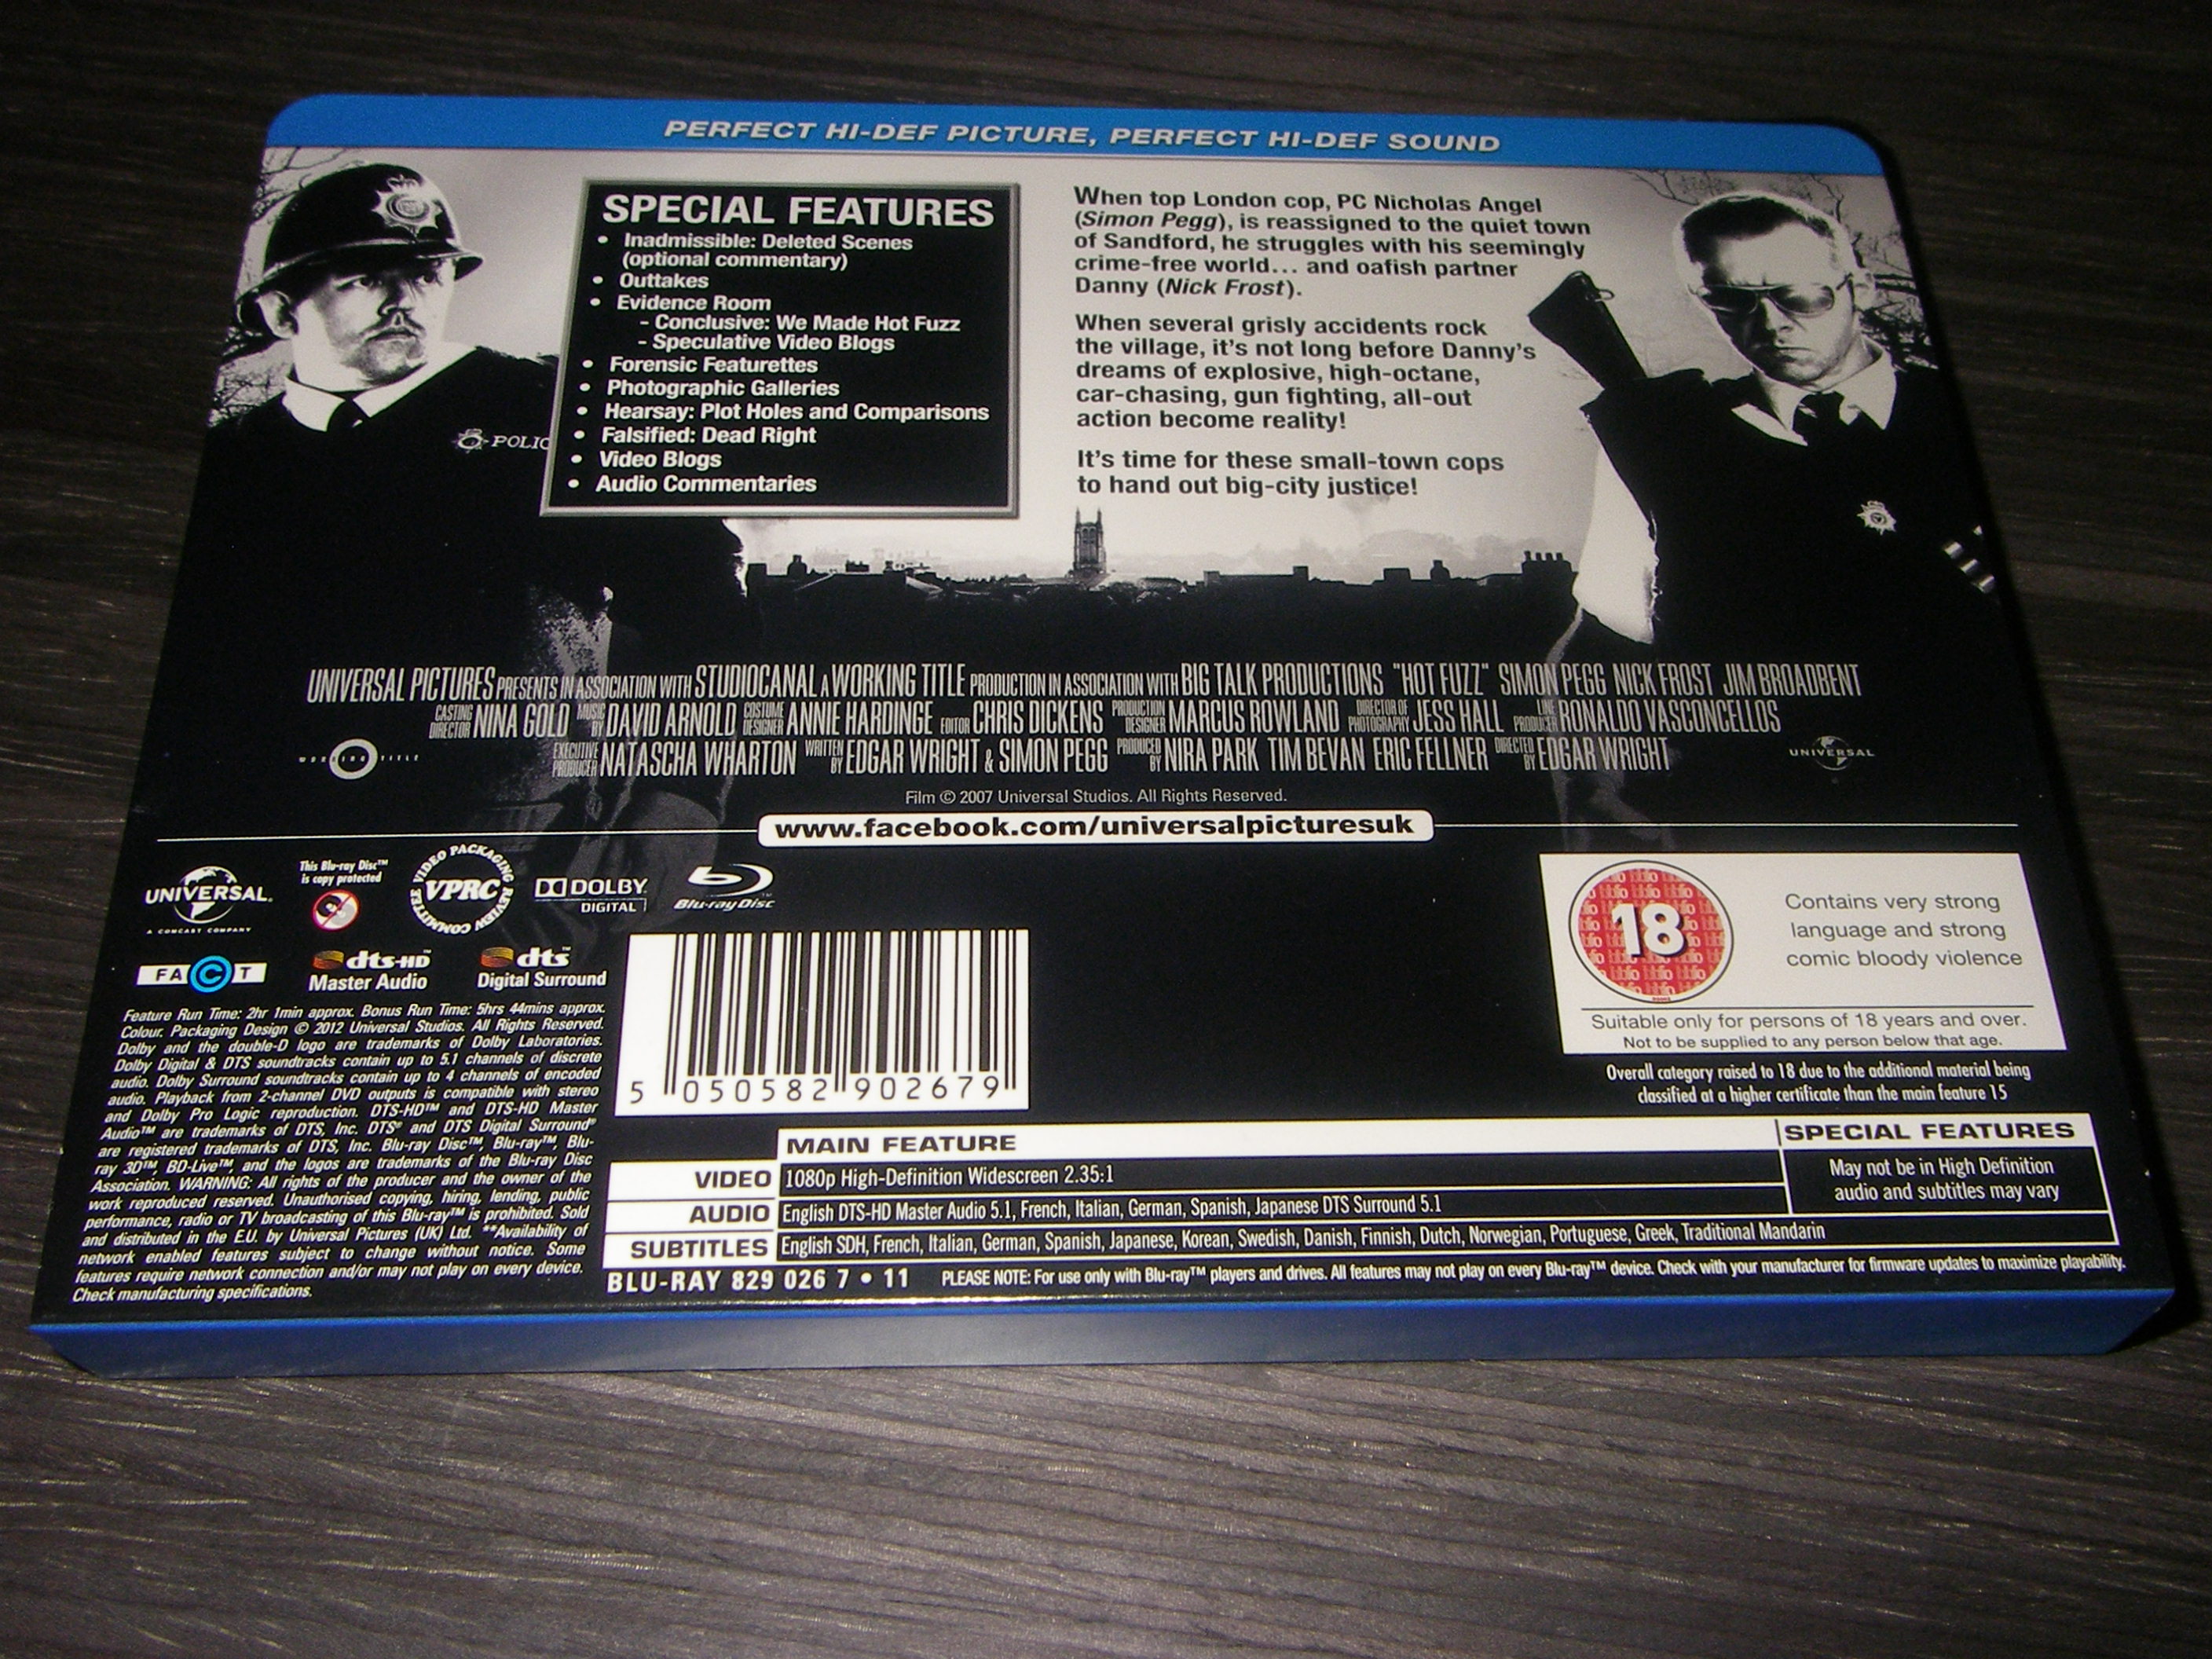 PERFECT HI-DEF PICTURE, PERFECT HI-DEF SOUND
SPECIAL FEATURES
• Inadmissible: Deleted Scenes
(optional commentary)
• Outtakes
• Evidence Room
- Conclusive: We Made Hot Fuzz
- Speculative Video Blogs
• Forensic Featurettes
• Photographic Galleries
• Hearsay: Plot Holes and Comparisons
• Falsified: Dead Right
• Video Blogs
• Audio Commentaries
POLIC
When top London cop, PC Nicholas Angel
(Simon Pegg), is reassigned to the quiet town
of Sandford, he struggles with his seemingly
crime-free world... and oafish partner
Danny (Nick Frost).
When several grisly accidents rock
the village, it's not long before Danny's
dreams of explosive, high-octane,
car-chasing, gun fighting, all-out
action become reality!
It's time for these small-town cops
to hand out big-city justice!
UNIVERSAL PICTURES PRESENTS IN ASSOCIATION WITH STUDIOCANAL A WORKING TITLE PRODUCTION IN ASSOCIATION WITH BIG TALK PRODUCTIONS "HOT FUZZ" SIMON PEGG NICK FROST JIM BROADBENT
CASTING DIRECTOR NINA GOLD MUSIC BY DAVID ARNOLD COSTUME DESIGNER ANNIE HARDINGE EDITOR CHRIS DICKENS PRODUCTION DESIGNER MARCUS ROWLAND DIRECTOR OF PHOTOGRAPHY JESS HALL LINE PRODUCER RONALDO VASCONCELLOS
EXECUTIVE PRODUCER NATASCHA WHARTON WRITTEN BY EDGAR WRIGHT & SIMON PEGG PRODUCED BY NIRA PARK TIM BEVAN ERIC FELLNER DIRECTED BY EDGAR WRIGHT
WORKING TITLE
UNIVERSAL
Film © 2007 Universal Studios. All Rights Reserved.
www.facebook.com/universalpicturesuk
UNIVERSAL
A COMCAST COMPANY
This Blu-ray Disc™
is copy protected
VIDEO PACKAGING REVIEW COMMITTEE
VPRC
DOLBY
DIGITAL
Blu-ray Disc™
FACT
dts-HD™
Master Audio
dts™
Digital Surround
Feature Run Time: 2hr 1min approx. Bonus Run Time: 5hrs 44mins approx.
Colour. Packaging Design © 2012 Universal Studios. All Rights Reserved.
Dolby and the double-D logo are trademarks of Dolby Laboratories.
Dolby Digital & DTS soundtracks contain up to 5.1 channels of discrete
audio. Dolby Surround soundtracks contain up to 4 channels of encoded
audio. Playback from 2-channel DVD outputs is compatible with stereo
and Dolby Pro Logic reproduction. DTS-HD™ and DTS-HD Master
Audio™ are trademarks of DTS, Inc. DTS® and DTS Digital Surround®
are registered trademarks of DTS, Inc. Blu-ray Disc™, Blu-ray™, Blu-
ray 3D™, BD-Live™, and the logos are trademarks of the Blu-ray Disc
Association. WARNING: All rights of the producer and the owner of the
work reproduced reserved. Unauthorised copying, hiring, lending, public
performance, radio or TV broadcasting of this Blu-ray™ is prohibited. Sold
and distributed in the E.U. by Universal Pictures (UK) Ltd. **Availability of
network enabled features subject to change without notice. Some
features require network connection and/or may not play on every device.
Check manufacturing specifications.
5 050582 902679
18
Contains very strong
language and strong
comic bloody violence
Suitable only for persons of 18 years and over.
Not to be supplied to any person below that age.
Overall category raised to 18 due to the additional material being
classified at a higher certificate than the main feature 15
MAIN FEATURE
SPECIAL FEATURES
VIDEO 1080p High-Definition Widescreen 2.35:1
May not be in High Definition
audio and subtitles may vary
AUDIO English DTS-HD Master Audio 5.1, French, Italian, German, Spanish, Japanese DTS Surround 5.1
SUBTITLES English SDH, French, Italian, German, Spanish, Japanese, Korean, Swedish, Danish, Finnish, Dutch, Norwegian, Portuguese, Greek, Traditional Mandarin
BLU-RAY 829 026 7 • 11 PLEASE NOTE: For use only with Blu-ray™ players and drives. All features may not play on every Blu-ray™ device. Check with your manufacturer for firmware updates to maximize playability.